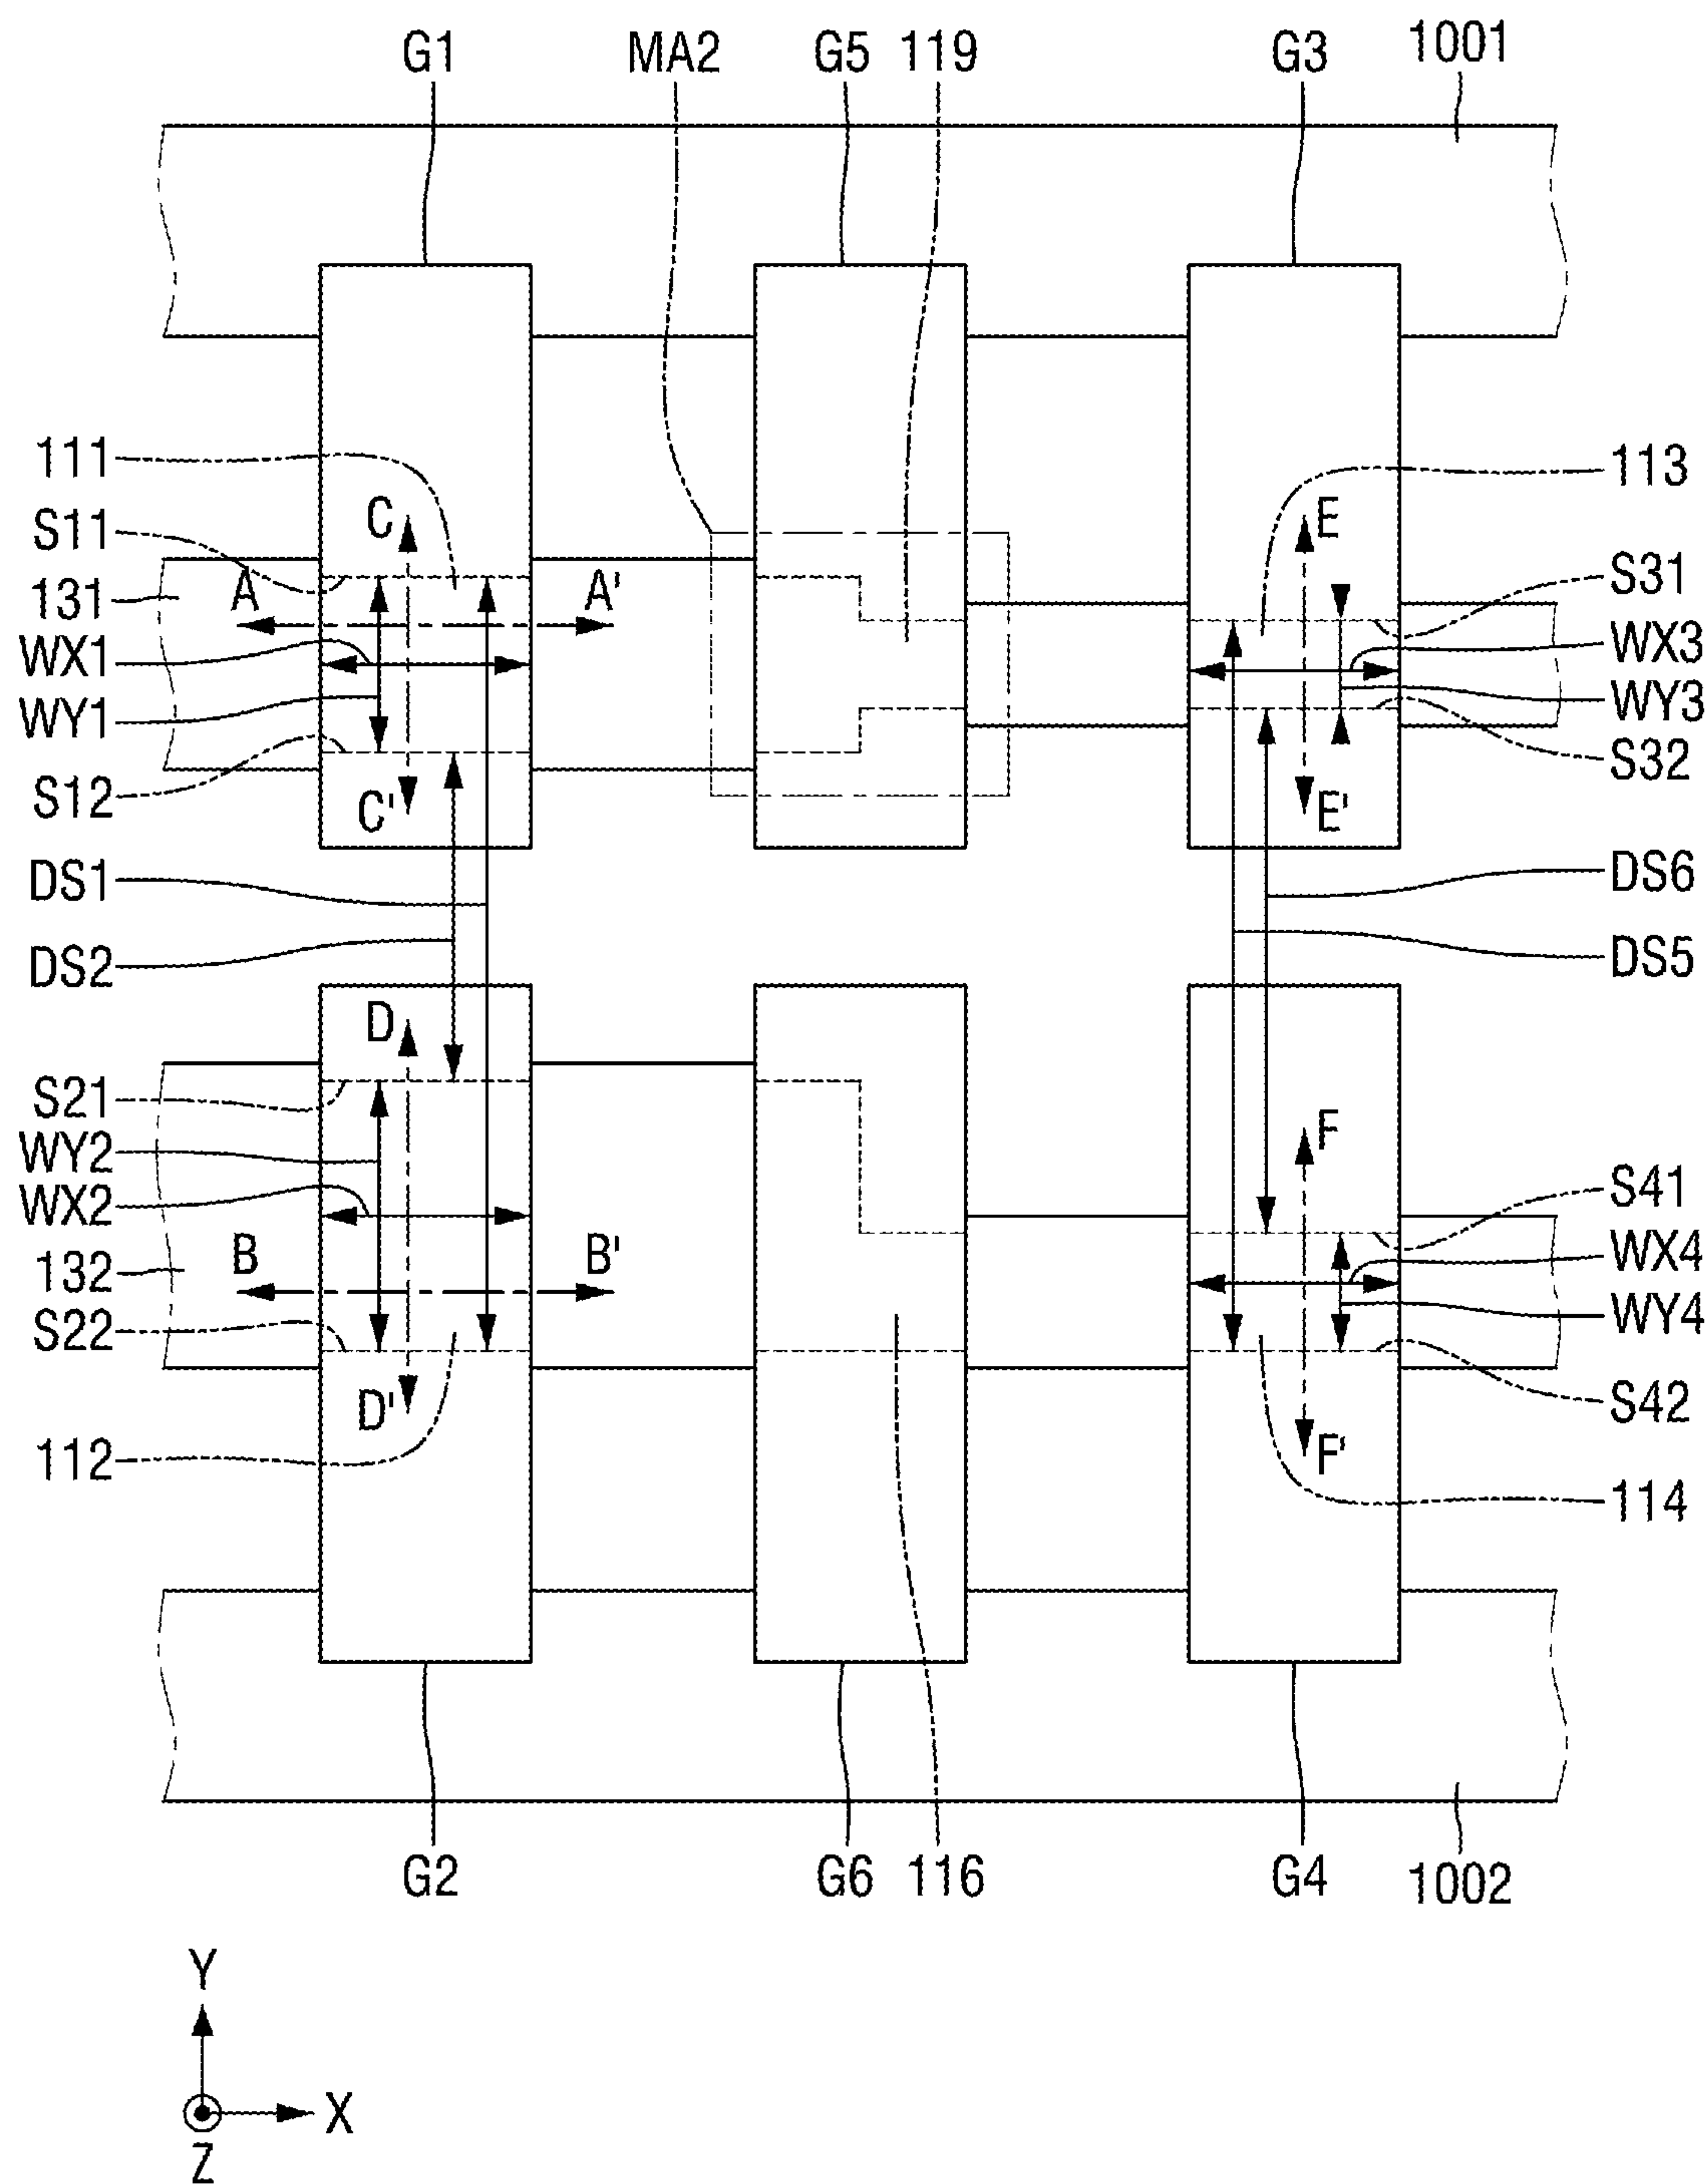 G1 MA2 G5 119 G3 1001
111
113
C E
S11
S31
131 A A'
WX1 WX3
WY1 WY3
S12 S32
C' E'
DS1 DS6
DS2 DS5
D
S21
F
WY2 S41
WX2
WX4
132 B B'
WY4
S22
S42
D'
112 F'
114
G2 G6 116 G4 1002
Y
X
Z